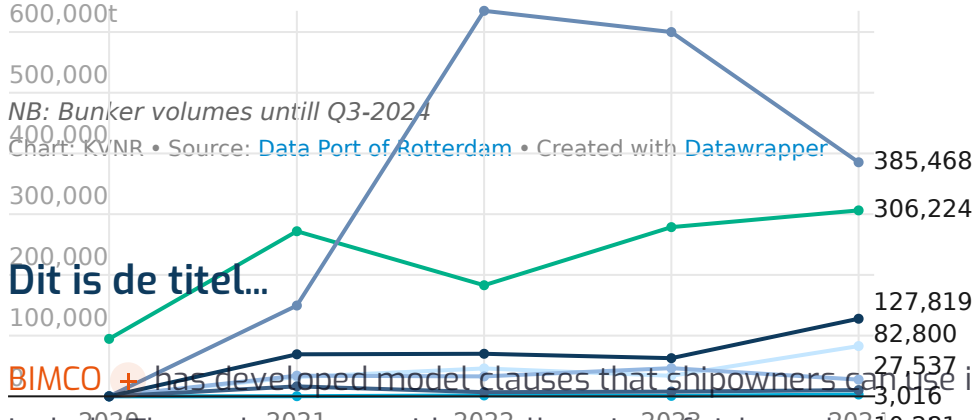 600,000t
500,000
NB: Bunker volumes untill Q3-2024
400,000
Chart: KVNR • Source: Data Port of Rotterdam • Created with Datawrapper
385,468
300,000
306,224
200,000
Dit is de titel...
127,819
100,000
82,800
27,537
BIMCO + has developed model clauses that shipowners can use i
3,016
2020 2021 2022 2023 2024
10,281